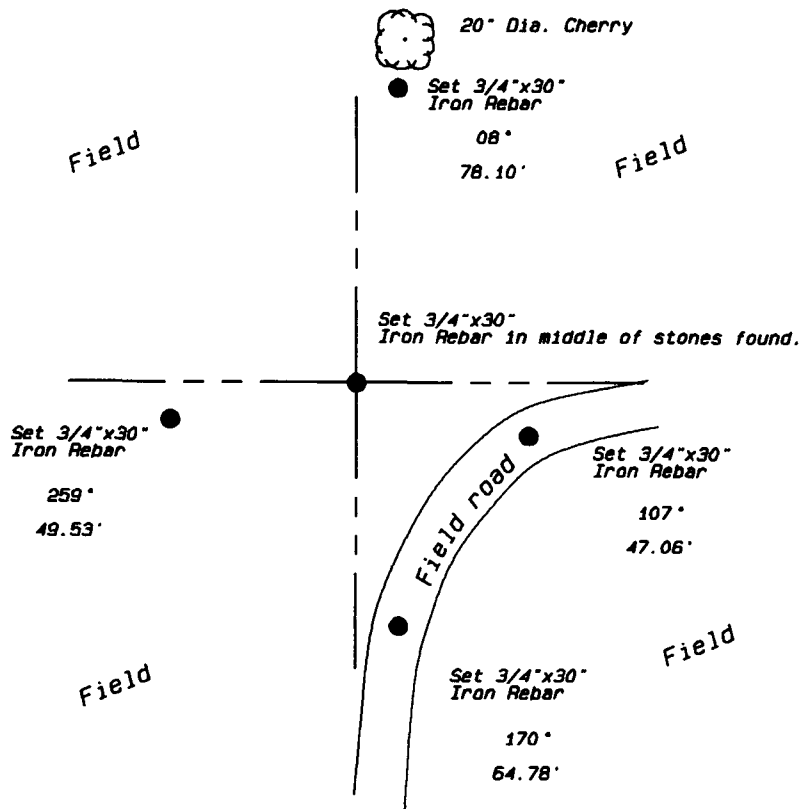 20" Dia. Cherry
Set 3/4"x30"
Iron Rebar
08°
78.10'
Field
Field
Set 3/4"x30"
Iron Rebar in middle of stones found.
Set 3/4"x30"
Iron Rebar
259°
49.53'
Set 3/4"x30"
Iron Rebar
107°
47.06'
Field road
Field
Field
Set 3/4"x30"
Iron Rebar
170°
64.78'